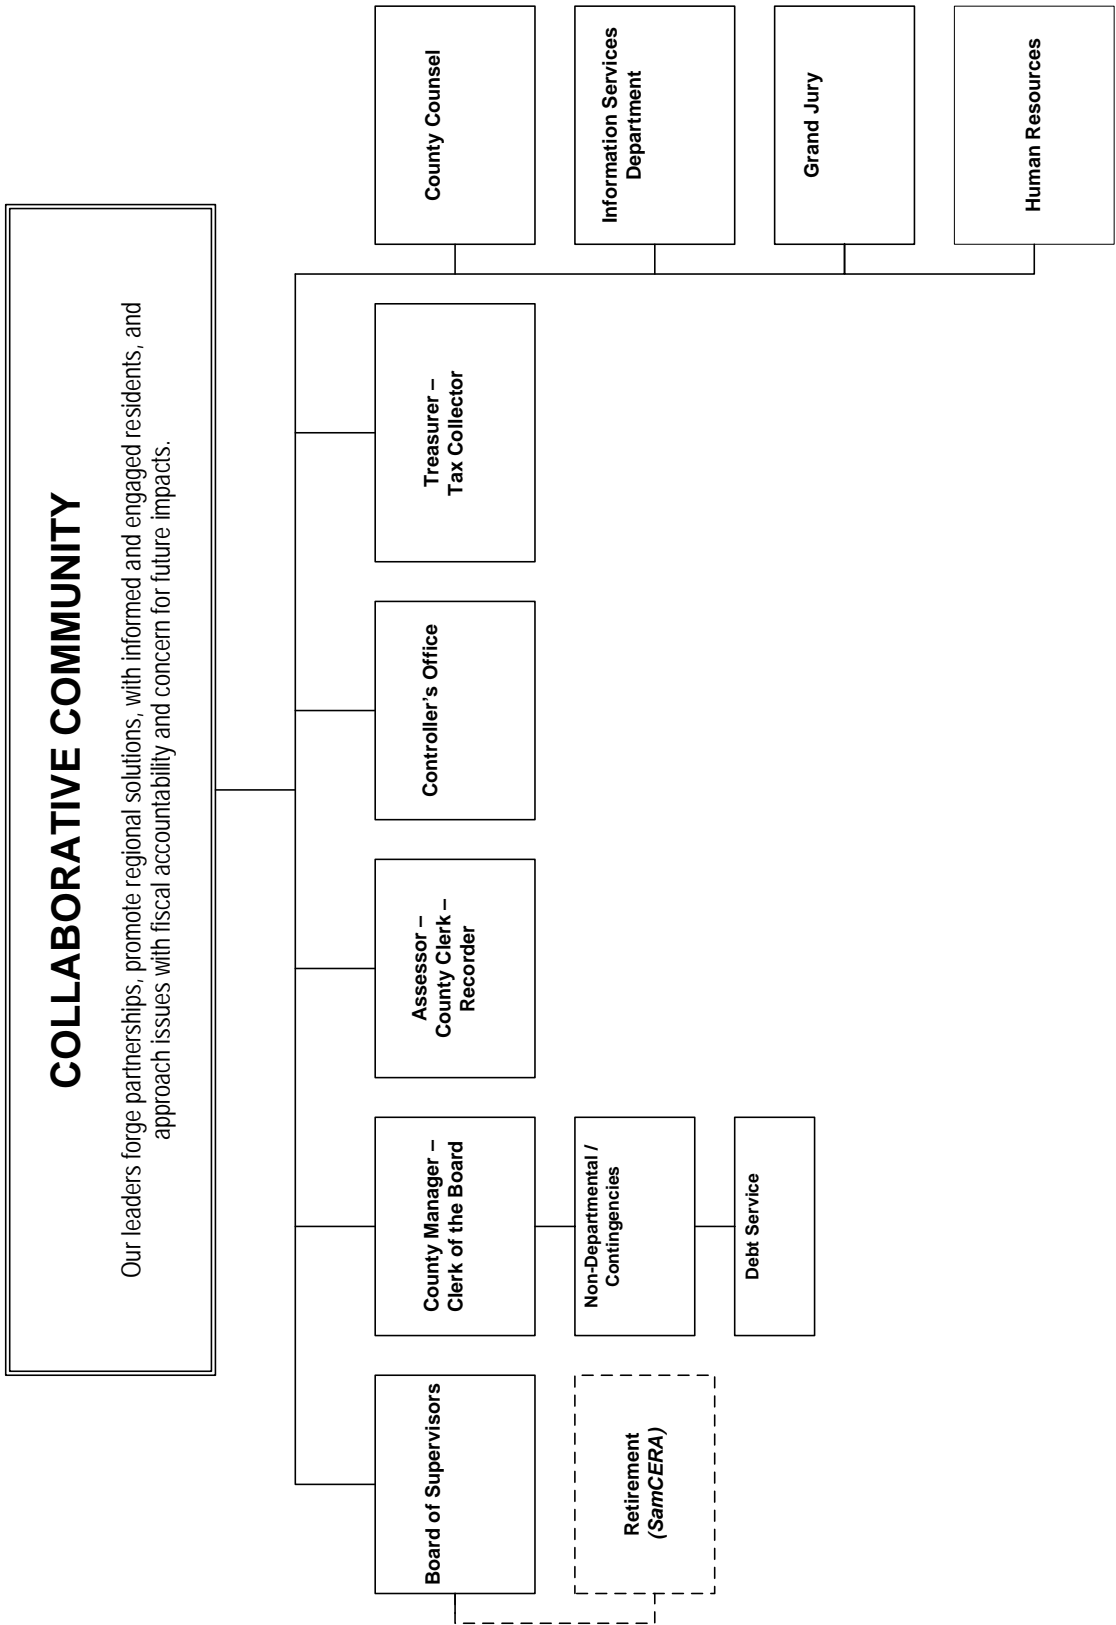 COLLABORATIVE COMMUNITY
Our leaders forge partnerships, promote regional solutions, with informed and engaged residents, and
approach issues with fiscal accountability and concern for future impacts.
Board of Supervisors
County Manager –
Clerk of the Board
Assessor –
County Clerk –
Recorder
Controller's Office
Treasurer –
Tax Collector
County Counsel
Retirement
(SamCERA)
Non-Departmental /
Contingencies
Information Services
Department
Debt Service
Grand Jury
Human Resources